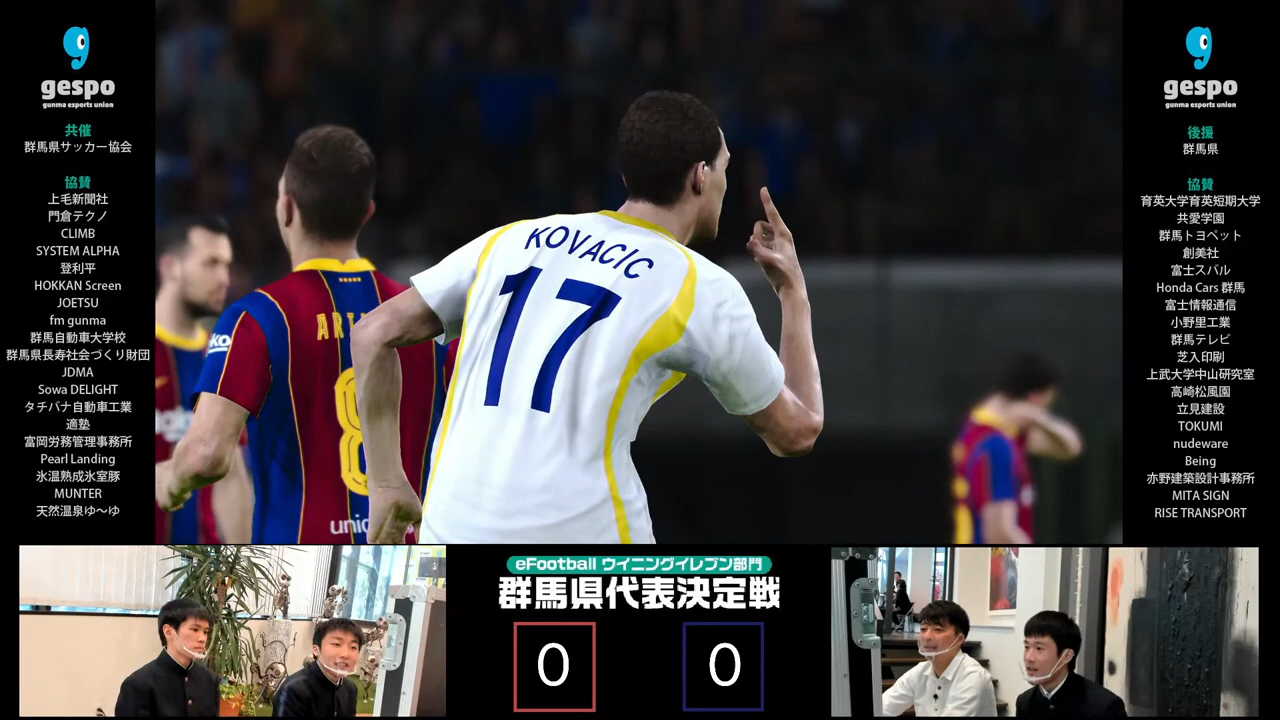 gespo
gunma esports union
共催
群馬県サッカー協会
協賛
上毛新聞社
門倉テクノ
CLIMB
SYSTEM ALPHA
登利平
HOKKAN Screen
JOETSU
fm gunma
群馬自動車大学校
群馬県長寿社会づくり財団
JDMA
Sowa DELIGHT
タチバナ自動車工業
適塾
富岡労務管理事務所
Pearl Landing
氷温熟成氷室豚
MUNTER
天然温泉ゆ〜ゆ
KOVACIC
17
8
gespo
gunma esports union
後援
群馬県
協賛
育英大学育英短期大学
共愛学園
群馬トヨペット
創美社
富士スバル
Honda Cars 群馬
富士情報通信
小野里工業
群馬テレビ
芝入印刷
上武大学中山研究室
高崎松風園
立見建設
TOKUMI
nudeware
Being
亦野建築設計事務所
MITA SIGN
RISE TRANSPORT
eFootball ウイニングイレブン部門
群馬県代表決定戦
0 0